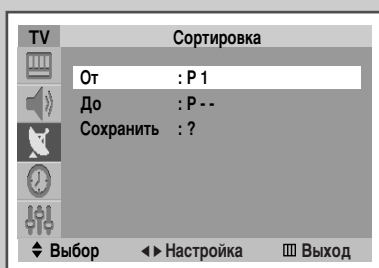 TV Сортировка
От : P 1
До : P - -
Сохранить : ?
Выбор Настройка Выход